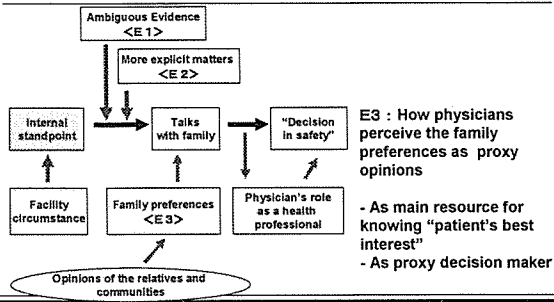 Ambiguous Evidence
<E1>
More explicit matters
<E2>
Internal
standpoint
Talks
with family
“Decision
in safety”
Facility
circumstance
Family preferences
<E3>
Physician’s role
as a health
professional
Opinions of the relatives and
communities
E3 : How physicians
perceive the family
preferences as proxy
opinions
- As main resource for
knowing “patient’s best
interest”
- As proxy decision maker